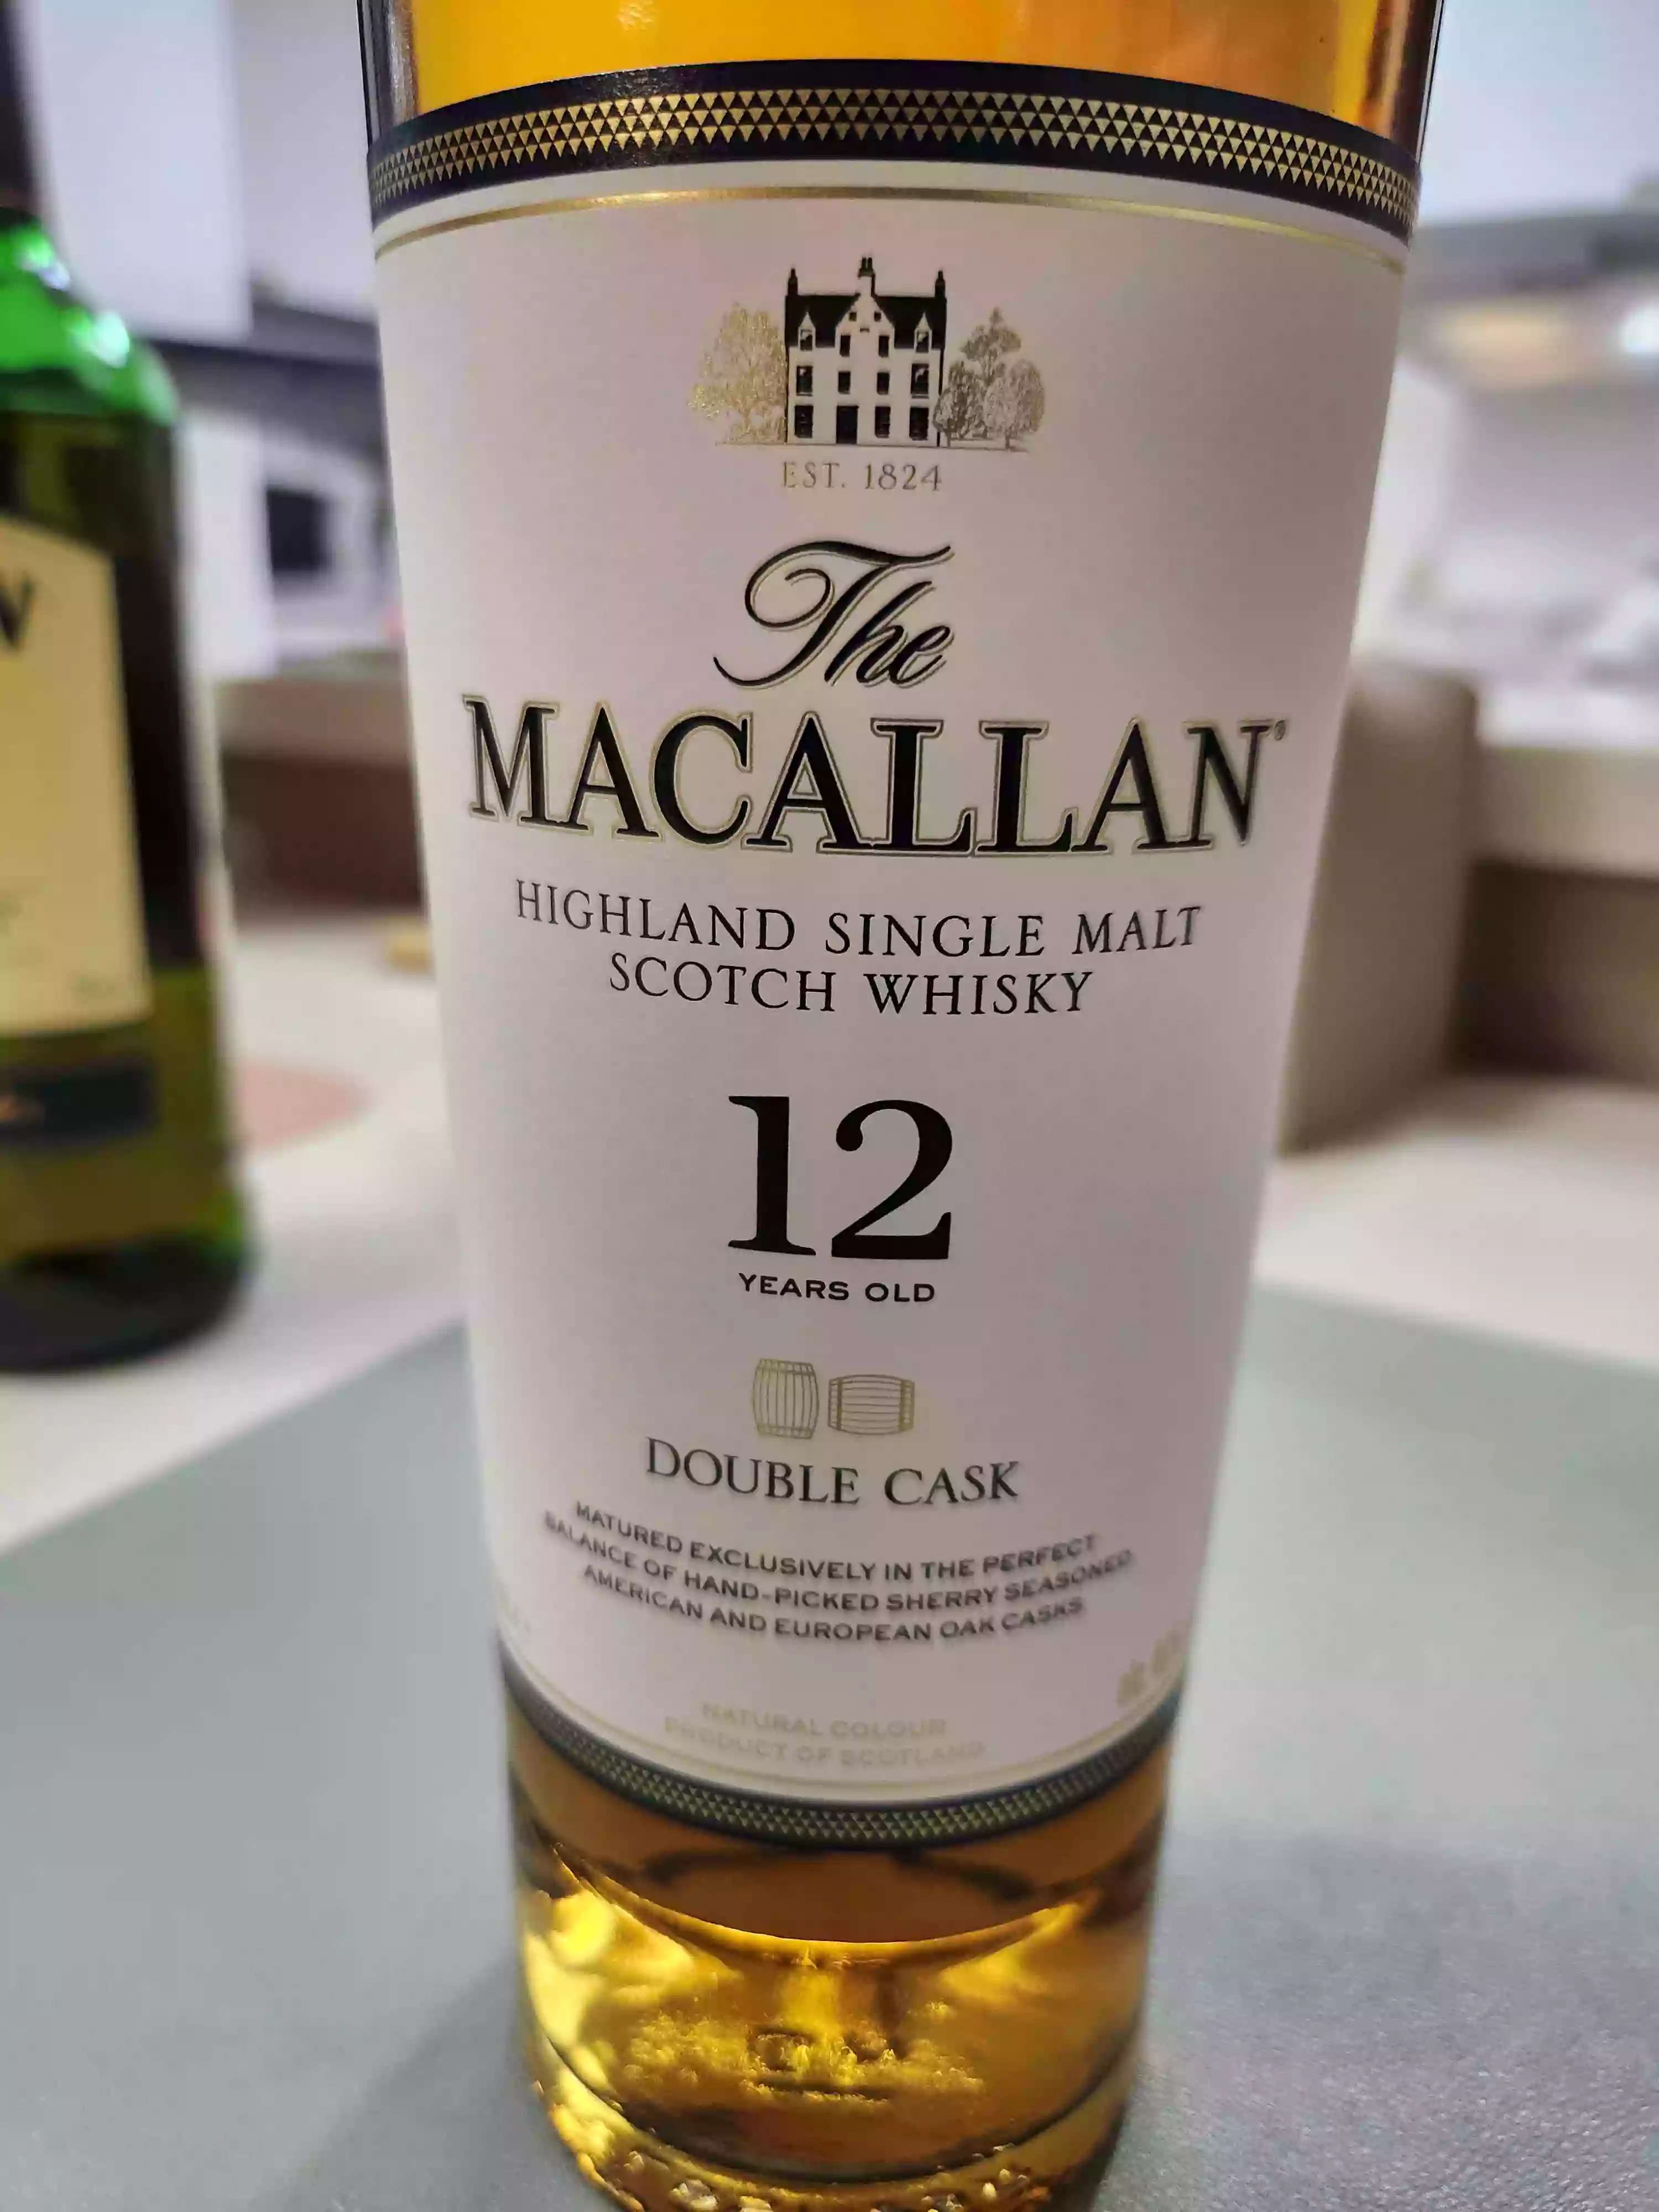 EST. 1824
The
MACALLAN®
HIGHLAND SINGLE MALT
SCOTCH WHISKY
12
YEARS OLD
DOUBLE CASK
MATURED EXCLUSIVELY IN THE PERFECT
BALANCE OF HAND-PICKED SHERRY SEASONED
AMERICAN AND EUROPEAN OAK CASKS
NATURAL COLOUR
PRODUCT OF SCOTLAND